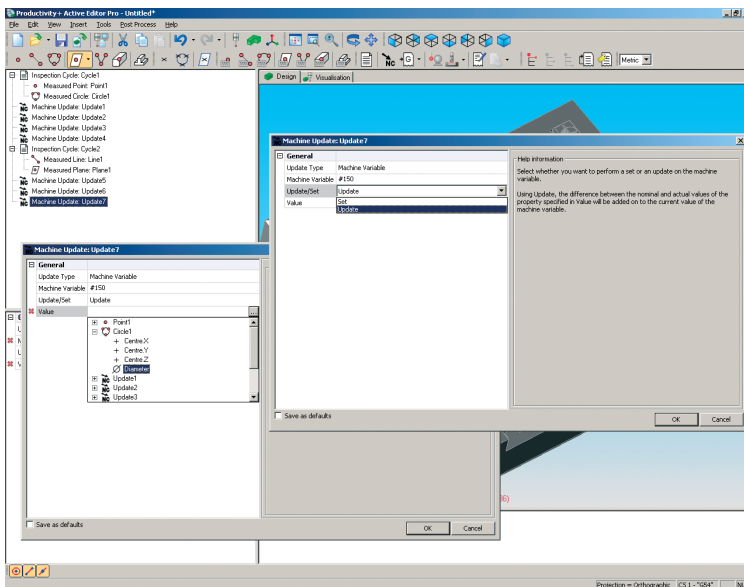 Productivity+ Active Editor Pro - Untitled*
File Edit View Insert Tools Post Process Help
Metric
Inspection Cycle: Cycle1
Measured Point: Point1
Measured Circle: Circle1
Machine Update: Update1
Machine Update: Update2
Machine Update: Update3
Machine Update: Update4
Inspection Cycle: Cycle2
Measured Line: Line1
Measured Plane: Plane1
Machine Update: Update5
Machine Update: Update6
Machine Update: Update7
Design Visualisation
Machine Update: Update7
General
Update Type Machine Variable
Machine Variable #150
Update/Set Update
Value Set
Update
Help information
Select whether you want to perform a set or an update on the machine
variable.
Using Update, the difference between the nominal and actual values of the
property specified in Value will be added on to the current value of the
machine variable.
Save as defaults
OK Cancel
Machine Update: Update7
General
Update Type Machine Variable
Machine Variable #150
Update/Set Update
Value ...
Point1
Circle1
Centre.X
Centre.Y
Centre.Z
Diameter
Update1
Update2
Update3
Save as defaults
OK Cancel
Projection = Orthographic CS 1 - "G54" NU